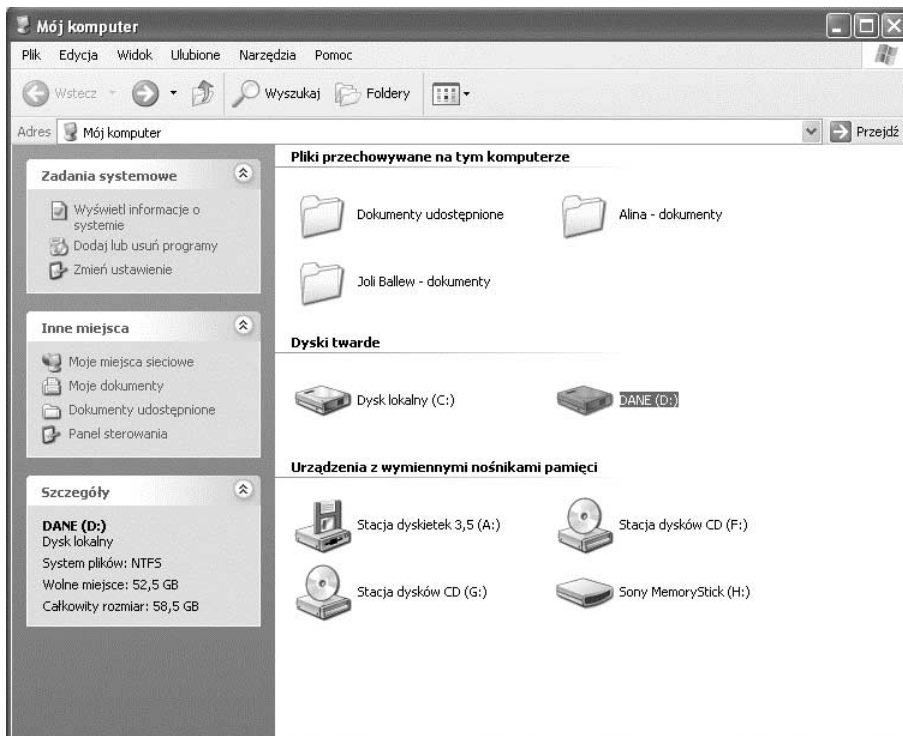 Mój komputer
Plik Edycja Widok Ulubione Narzędzia Pomoc
Wstecz Wyszukaj Foldery
Adres Mój komputer Przejdź
Zadania systemowe
Wyświetl informacje o
systemie
Dodaj lub usuń programy
Zmień ustawienie
Inne miejsca
Moje miejsca sieciowe
Moje dokumenty
Dokumenty udostępnione
Panel sterowania
Szczegóły
DANE (D:)
Dysk lokalny
System plików: NTFS
Wolne miejsce: 52,5 GB
Całkowity rozmiar: 58,5 GB
Pliki przechowywane na tym komputerze
Dokumenty udostępnione
Alina - dokumenty
Joli Ballew - dokumenty
Dyski twarde
Dysk lokalny (C:)
DANE (D:)
Urządzenia z wymiennymi nośnikami pamięci
Stacja dyskietek 3,5 (A:)
Stacja dysków CD (F:)
Stacja dysków CD (G:)
Sony MemoryStick (H:)